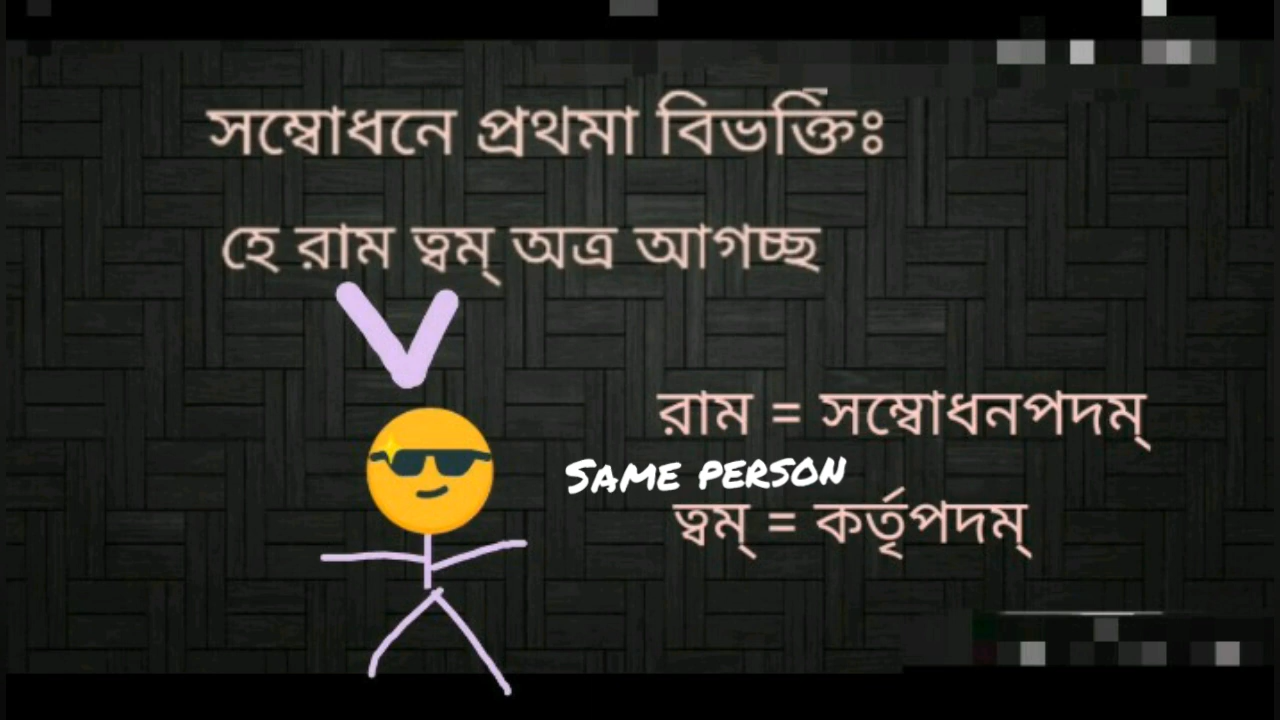 সম্বোধনে প্রথমা বিভক্তিঃ
হে রাম ত্বম্ অত্র আগচ্ছ
রাম = সম্বোধনপদম্
SAME PERSON
ত্বম্ = কর্তৃপদম্